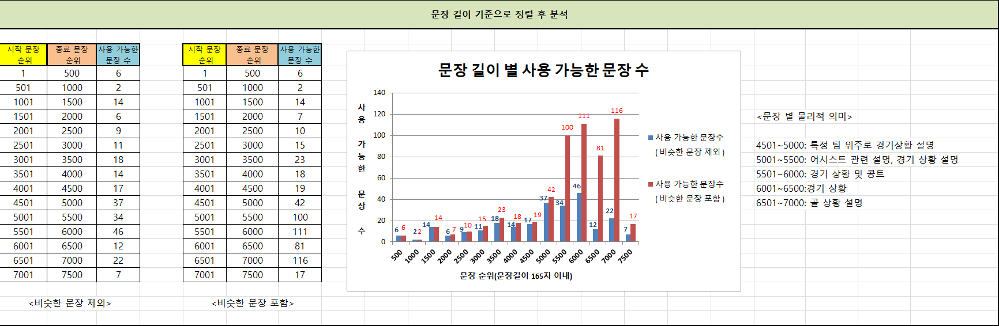 문장 길이 기준으로 정렬 후 분석
시작 문장 종료 문장 사용 가능한
순위 순위 문장 수
1 500 6
501 1000 2
1001 1500 14
1501 2000 6
2001 2500 9
2501 3000 11
3001 3500 18
3501 4000 14
4001 4500 17
4501 5000 37
5001 5500 34
5501 6000 46
6001 6500 12
6501 7000 22
7001 7500 7
<비슷한 문장 제외>
시작 문장 종료 문장 사용 가능한
순위 순위 문장 수
1 500 6
501 1000 2
1001 1500 14
1501 2000 7
2001 2500 10
2501 3000 15
3001 3500 23
3501 4000 18
4001 4500 19
4501 5000 42
5001 5500 100
5501 6000 111
6001 6500 81
6501 7000 116
7001 7500 17
<비슷한 문장 포함>
문장 길이 별 사용 가능한 문장 수
사용 가능한 문장 수
140
120
100
80
60
40
20
0
6 2 14 6 9 11 18 14 17 37 34 46 12 22 7
6 2 14 7 10 15 23 18 19 42 100 111 81 116 17
500 1000 1500 2000 2500 3000 3500 4000 4500 5000 5500 6000 6500 7000 7500
문장 순위(문장길이 165자 이내)
사용 가능한 문장수
( 비슷한 문장 제외 )
사용 가능한 문장수
( 비슷한 문장 포함 )
<문장 별 물리적 의미>
4501~5000: 특정 팀 위주로 경기상황 설명
5001~5500: 어시스트 관련 설명, 경기 상황 설명
5501~6000: 경기 상황 및 콩트
6001~6500:경기 상황
6501~7000: 골 상황 설명